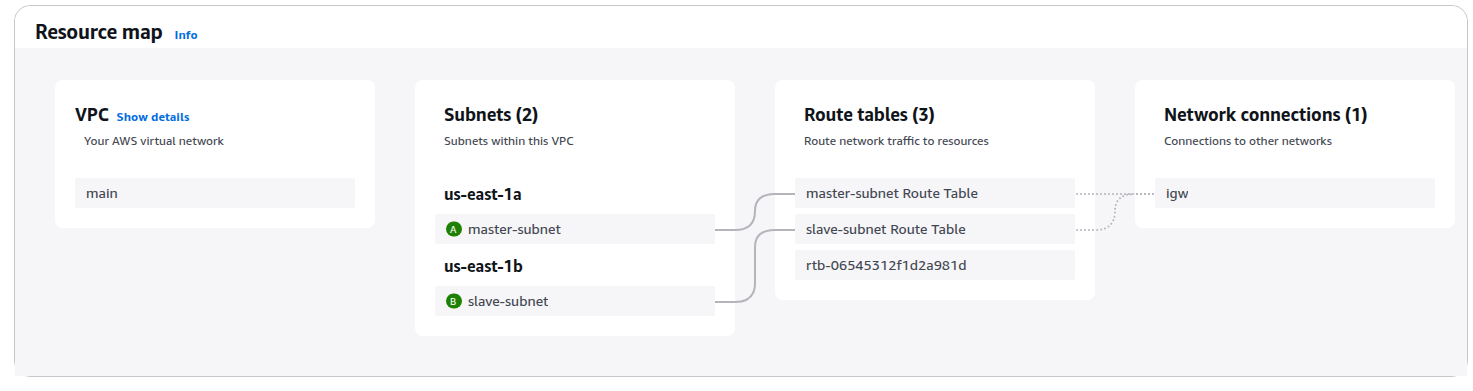 Resource map Info
VPC Show details
Your AWS virtual network
main
Subnets (2)
Subnets within this VPC
us-east-1a
A master-subnet
us-east-1b
B slave-subnet
Route tables (3)
Route network traffic to resources
master-subnet Route Table
slave-subnet Route Table
rtb-06545312f1d2a981d
Network connections (1)
Connections to other networks
igw